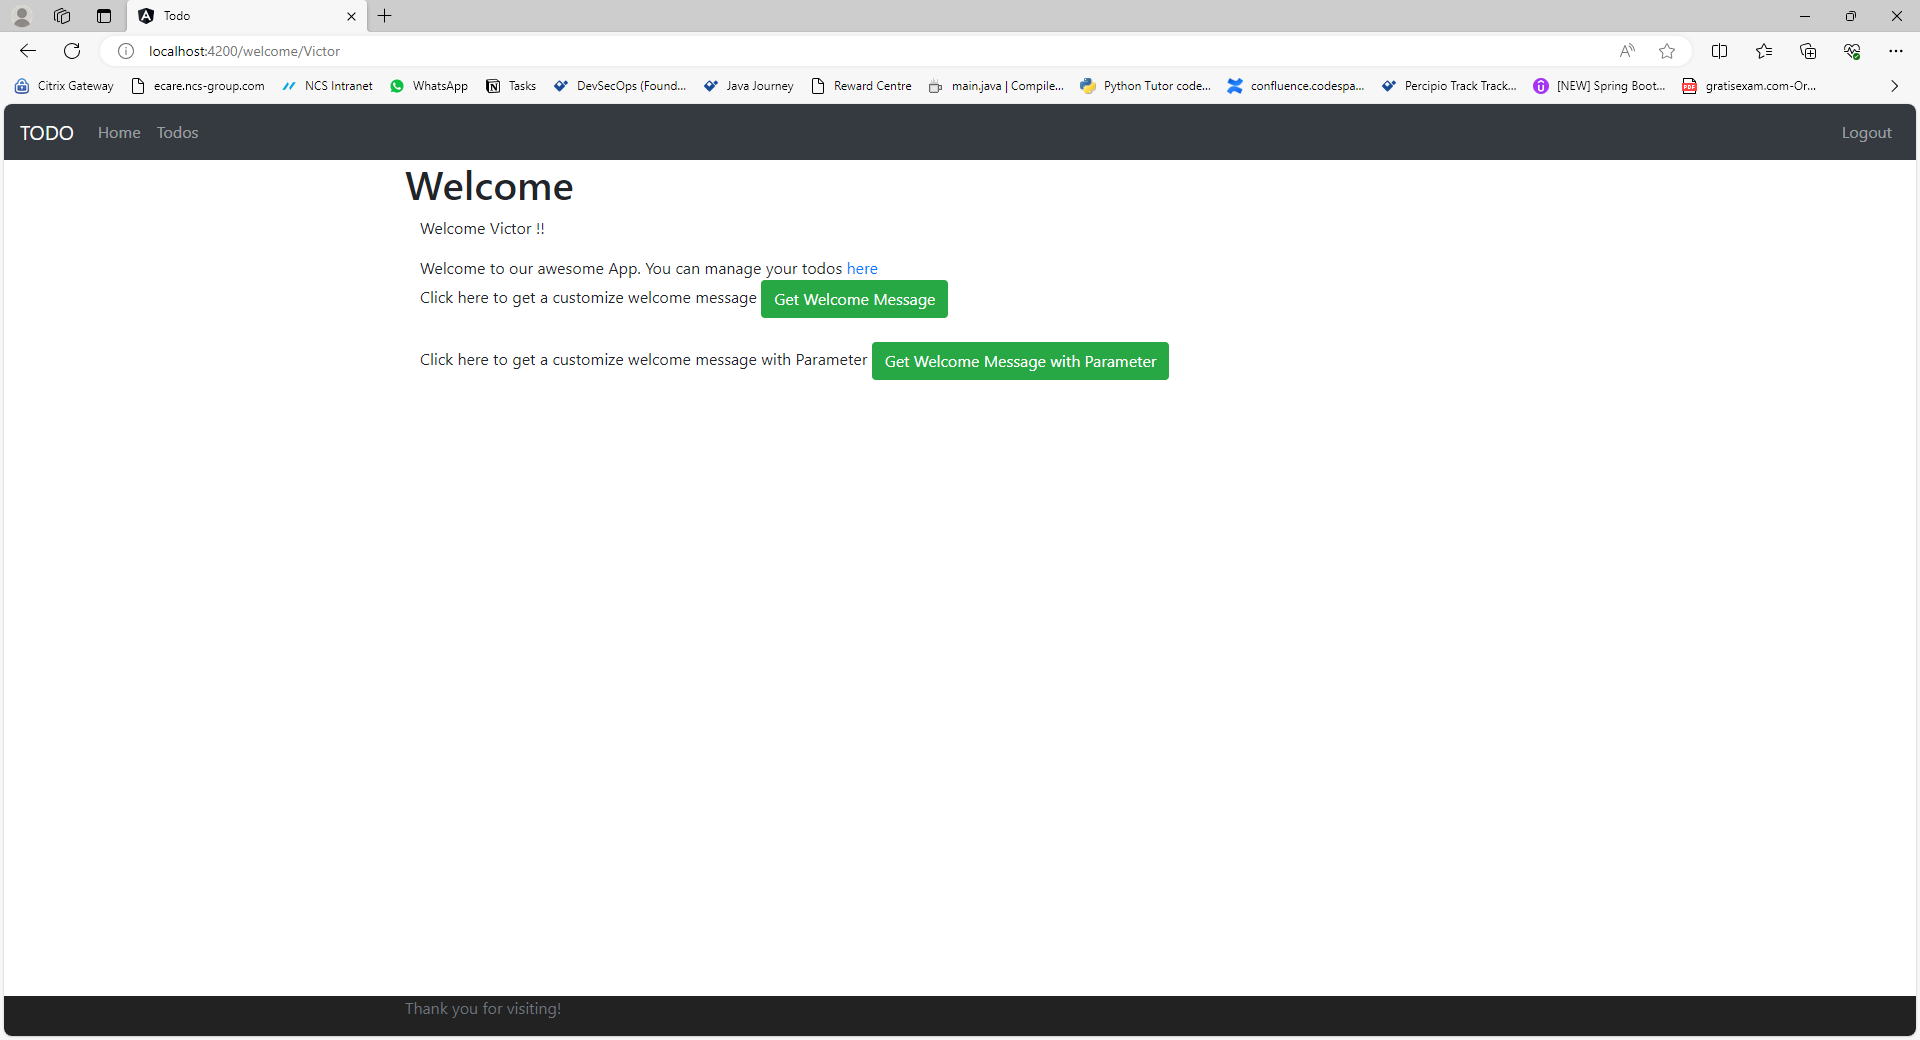 Todo
localhost:4200/welcome/Victor
Citrix Gateway ecare.ncs-group.com NCS Intranet WhatsApp Tasks DevSecOps (Found... Java Journey Reward Centre main.java | Compile... Python Tutor code... confluence.codespa... Percipio Track Track... [NEW] Spring Boot... gratisexam.com-Or...
TODO Home Todos Logout
Welcome
Welcome Victor !!
Welcome to our awesome App. You can manage your todos here
Click here to get a customize welcome message Get Welcome Message
Click here to get a customize welcome message with Parameter Get Welcome Message with Parameter
Thank you for visiting!